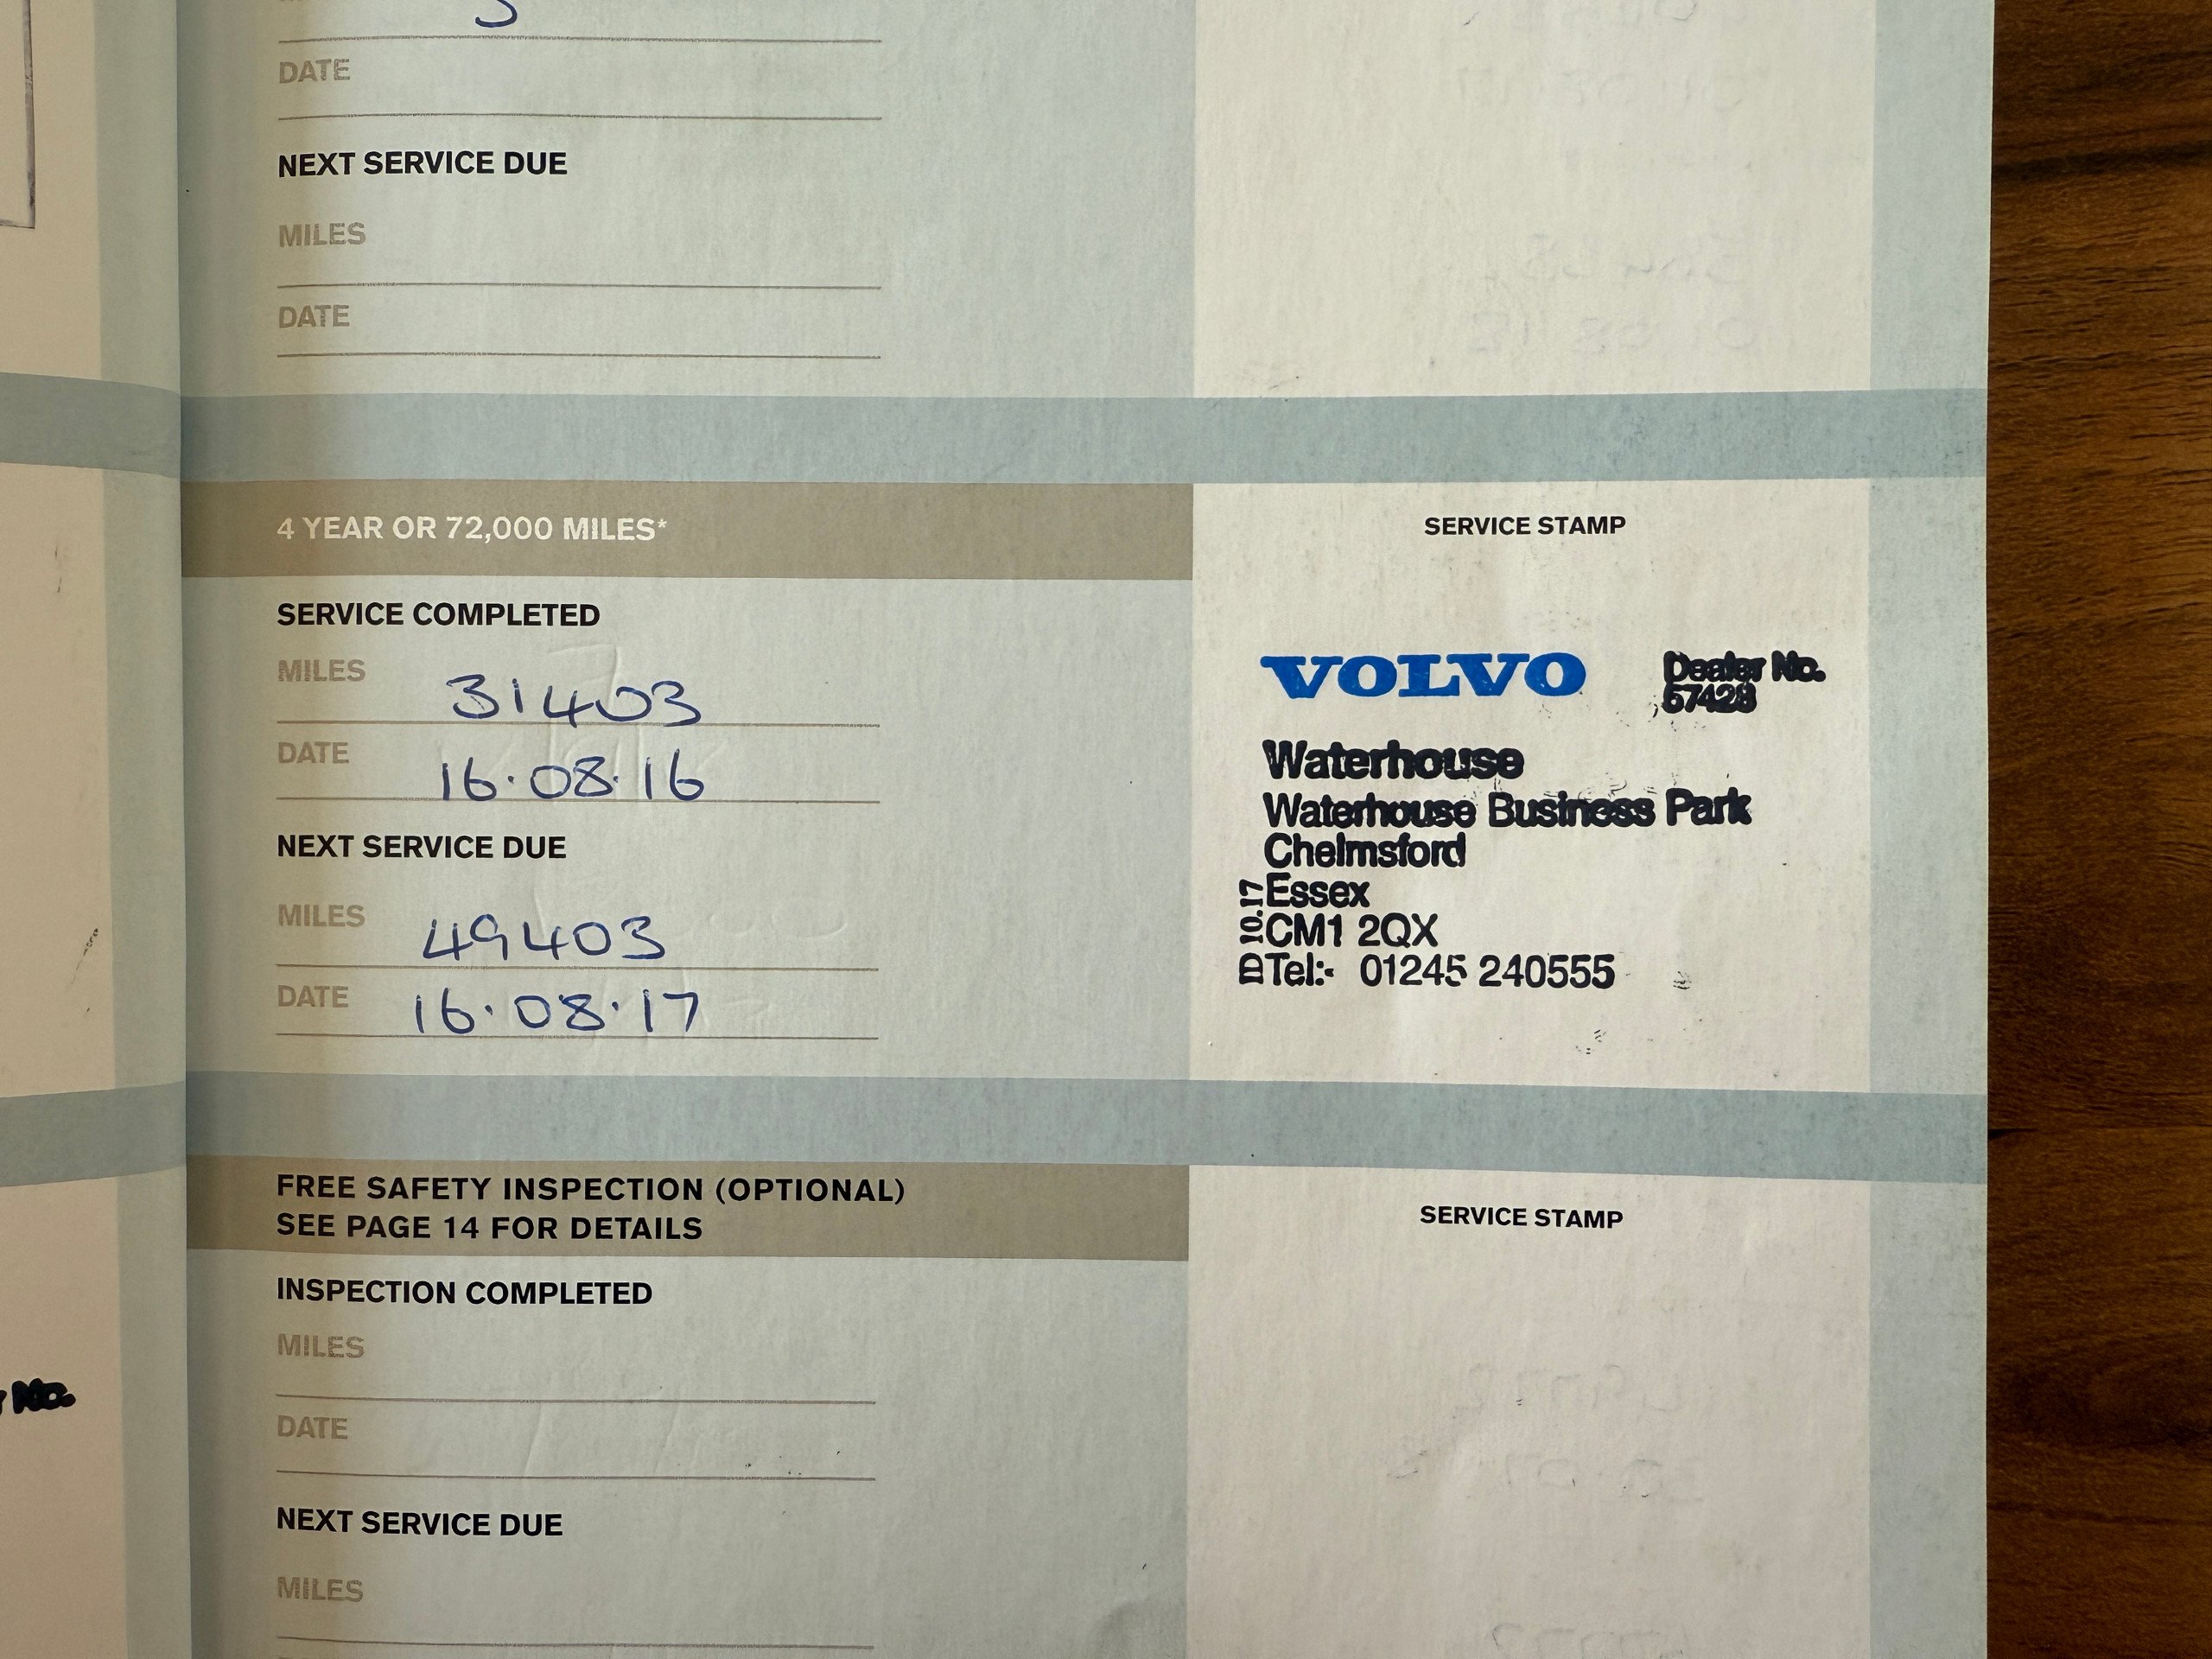 DATE
NEXT SERVICE DUE
MILES
DATE
4 YEAR OR 72,000 MILES*
SERVICE COMPLETED
MILES 31403
DATE 16.08.16
NEXT SERVICE DUE
MILES 49403
DATE 16.08.17
SERVICE STAMP
VOLVO
Dealer No.
57428
Waterhouse
Waterhouse Business Park
Chelmsford
Essex
CM1 2QX
Tel:- 01245 240555
10.17
FREE SAFETY INSPECTION (OPTIONAL)
SEE PAGE 14 FOR DETAILS
SERVICE STAMP
INSPECTION COMPLETED
MILES
DATE
NEXT SERVICE DUE
MILES
No.